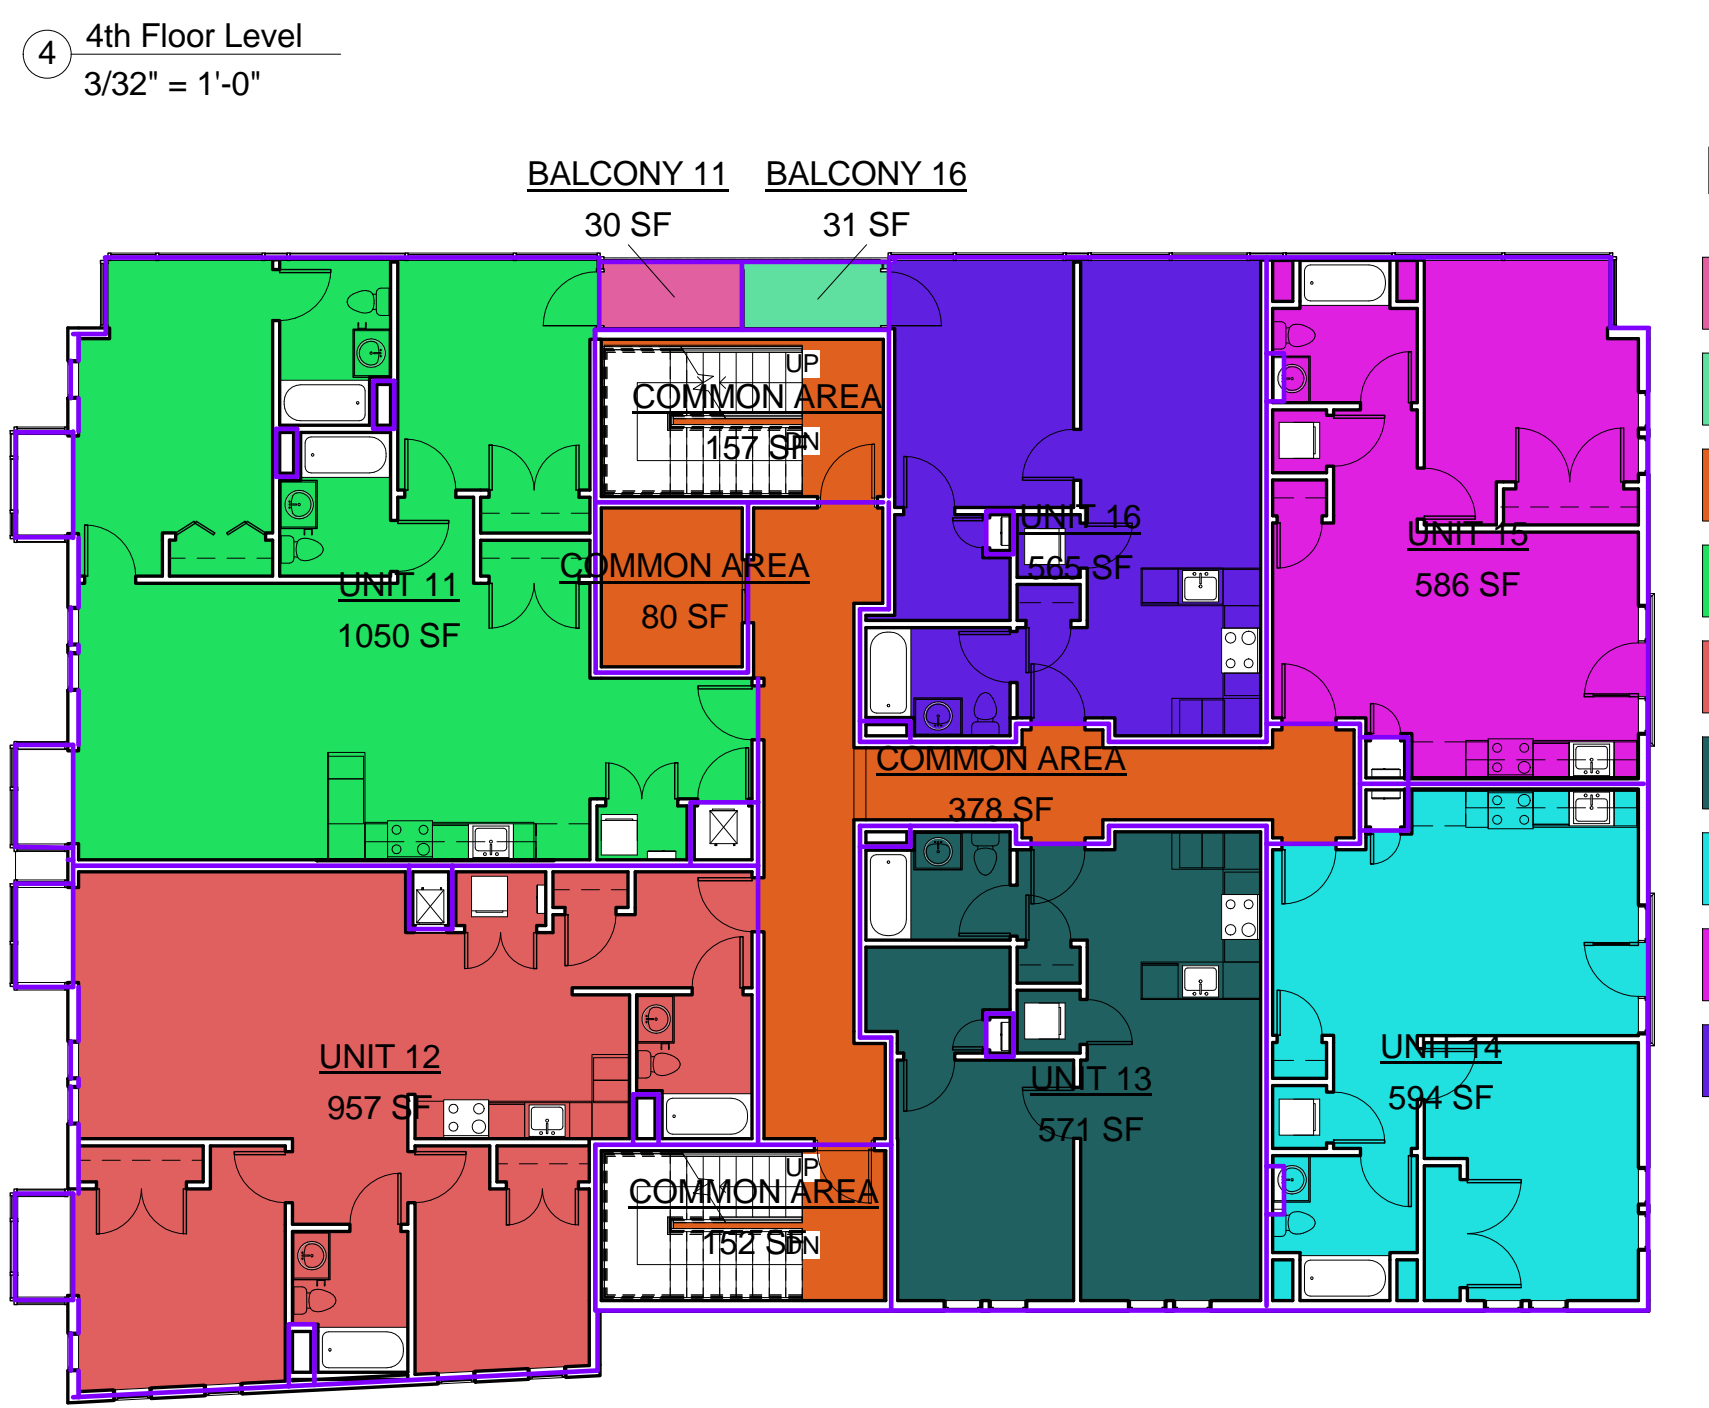 4
4th Floor Level
3/32" = 1'-0"
BALCONY 11
30 SF
BALCONY 16
31 SF
UP
COMMON AREA
157 SF
DN
UNIT 11
1050 SF
COMMON AREA
80 SF
UNIT 16
565 SF
UNIT 15
586 SF
COMMON AREA
378 SF
UNIT 12
957 SF
UNIT 13
571 SF
UNIT 14
594 SF
UP
COMMON AREA
152 SF
DN